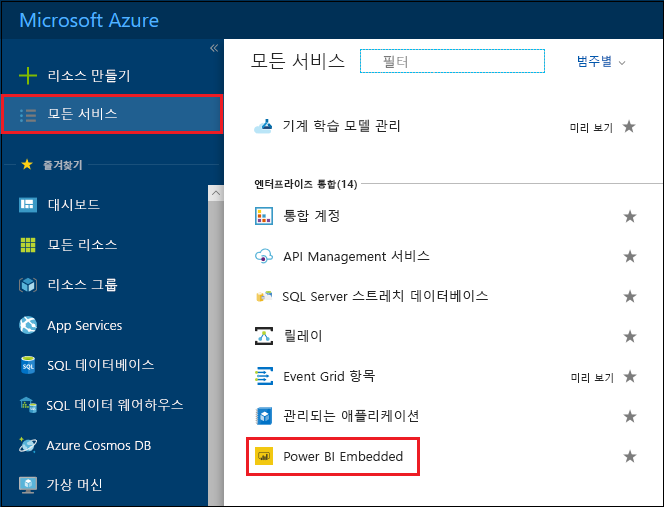 Microsoft Azure
«
리소스 만들기
모든 서비스
즐겨찾기
대시보드
모든 리소스
리소스 그룹
App Services
SQL 데이터베이스
SQL 데이터 웨어하우스
Azure Cosmos DB
가상 머신
모든 서비스 필터 범주별
기계 학습 모델 관리 미리 보기
엔터프라이즈 통합(14)
통합 계정
API Management 서비스
SQL Server 스트레치 데이터베이스
릴레이
Event Grid 항목 미리 보기
관리되는 애플리케이션
Power BI Embedded